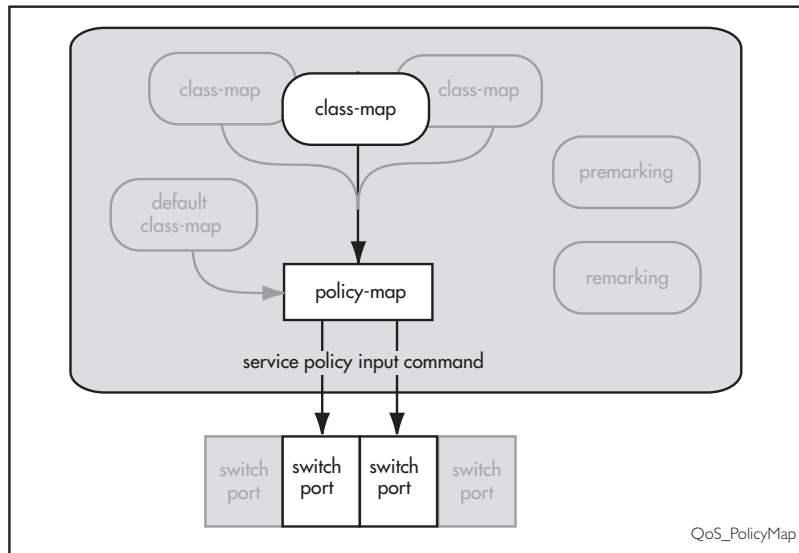 class-map
class-map
class-map
premarking
default
class-map
remarking
policy-map
service policy input command
switch
port
switch
port
switch
port
switch
port
QoS_PolicyMap